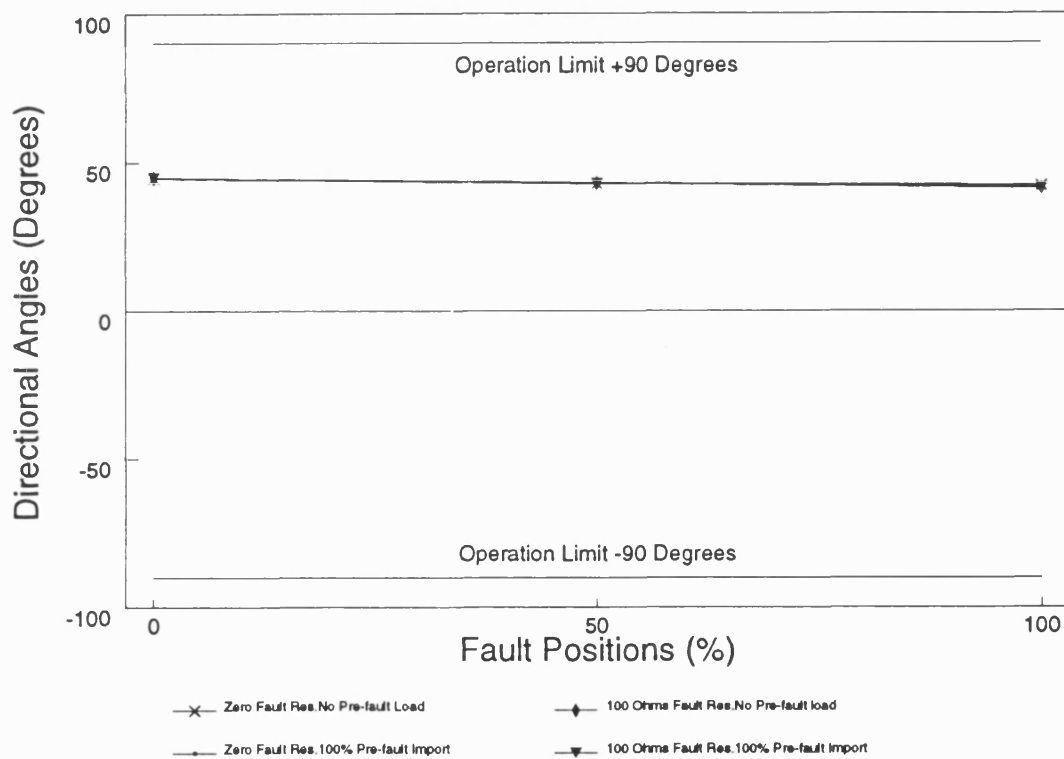 100
Operation Limit +90 Degrees
50
Directional Angles (Degrees)
0
-50
Operation Limit -90 Degrees
-100
0
50
100
Fault Positions (%)
Zero Fault Res.No Pre-fault Load
100 Ohms Fault Res.No Pre-fault load
Zero Fault Res.100% Pre-fault Import
100 Ohms Fault Res.100% Pre-fault Import